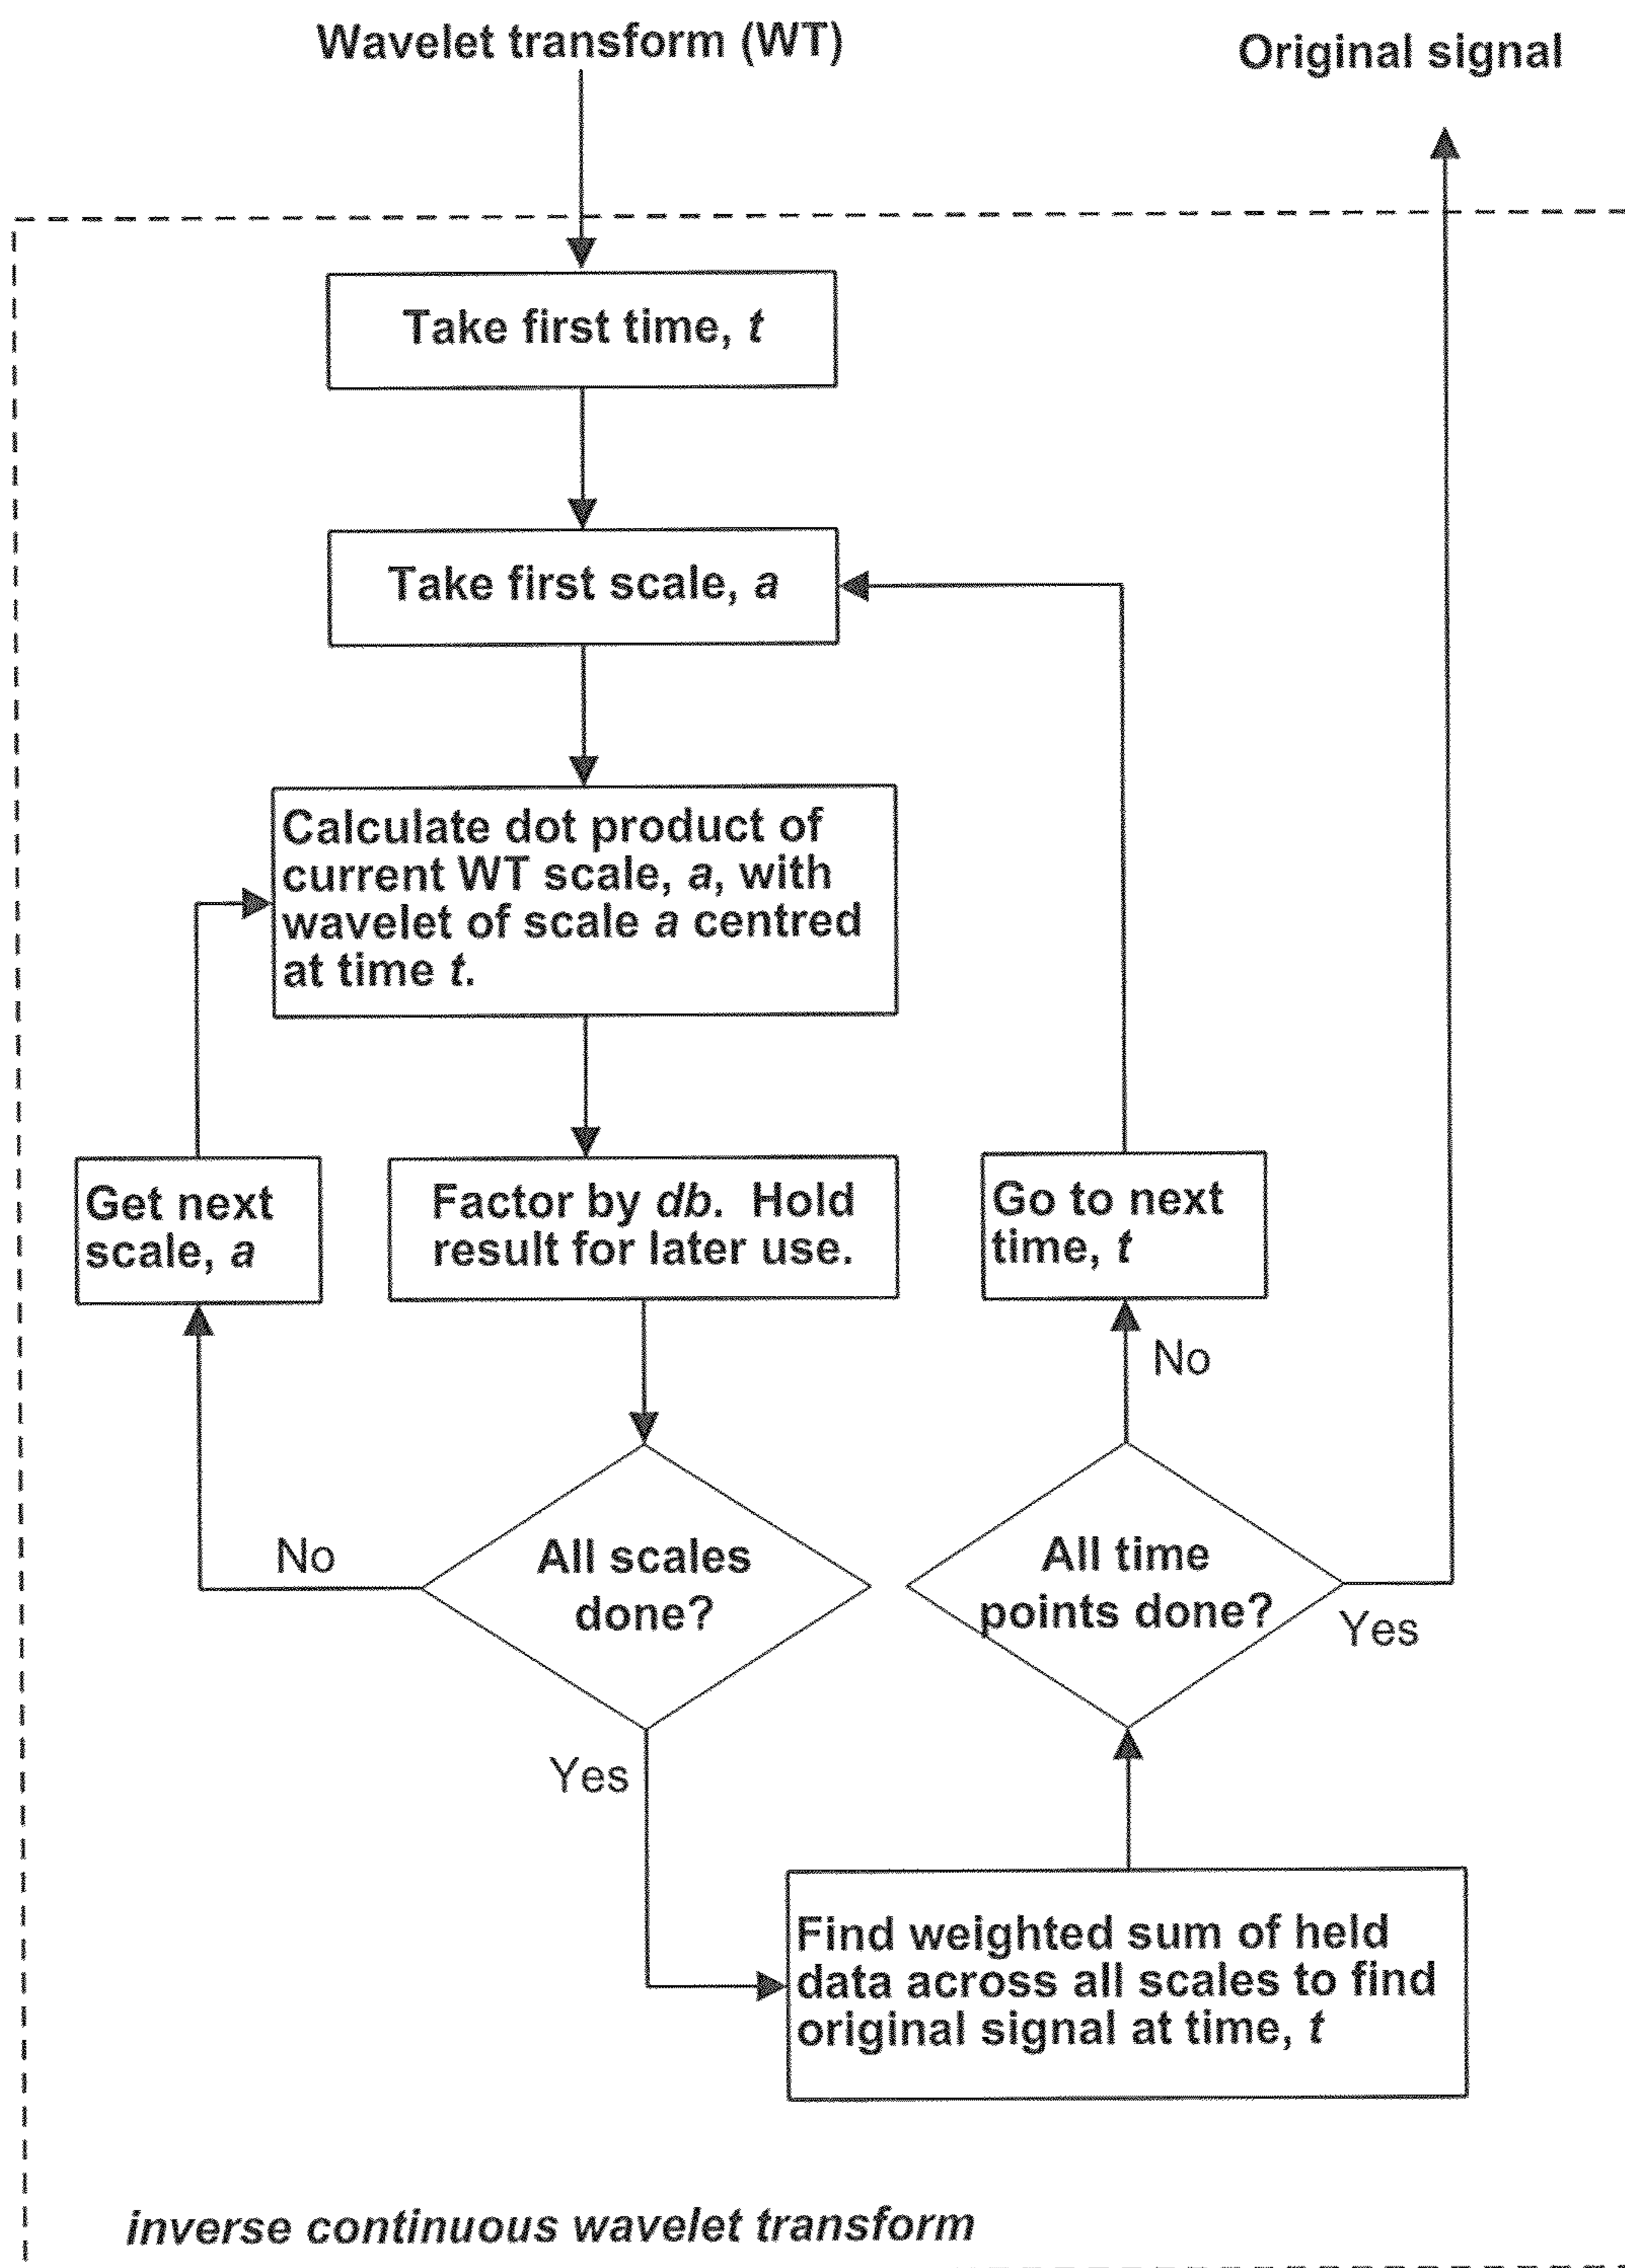 Wavelet transform (WT)
Original signal
Take first time, t
Take first scale, a
Calculate dot product of
current WT scale, a, with
wavelet of scale a centred
at time t.
Get next
scale, a
Factor by db. Hold
result for later use.
Go to next
time, t
No
No
All scales
done?
All time
points done?
Yes
Yes
Find weighted sum of held
data across all scales to find
original signal at time, t
inverse continuous wavelet transform